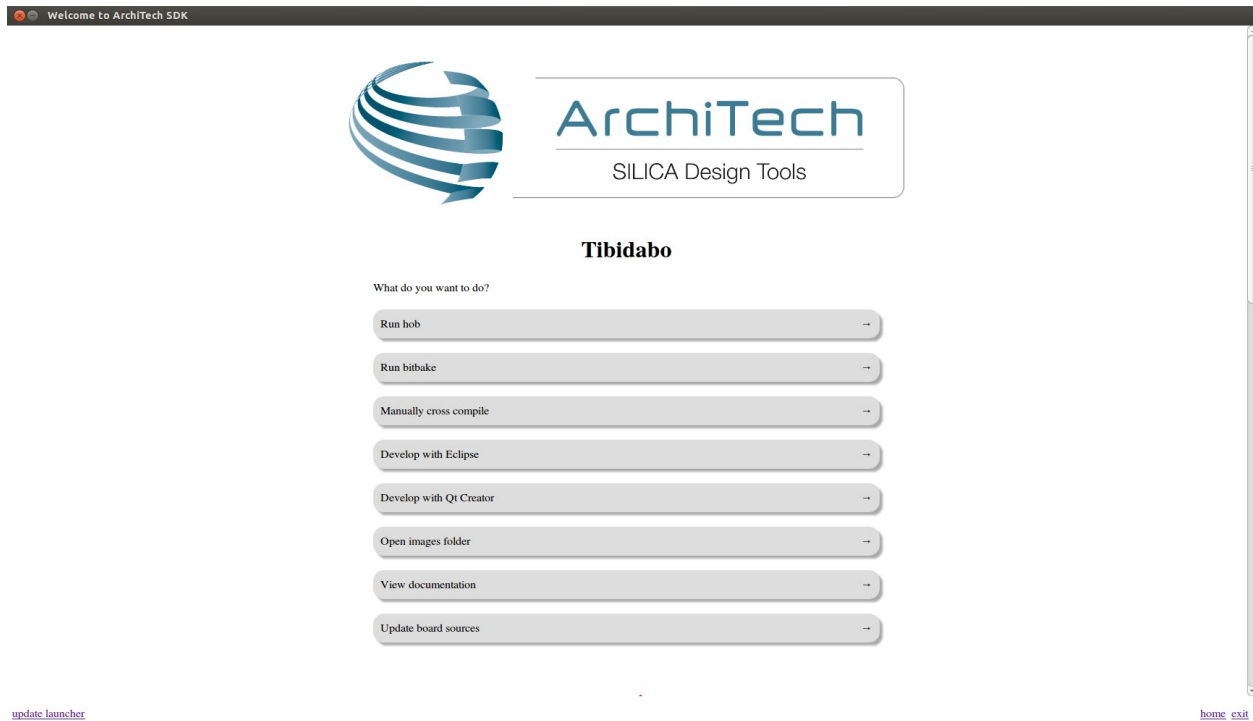 Welcome to ArchiTech SDK
ArchiTech
SILICA Design Tools
Tibidabo
What do you want to do?
Run hob →
Run bitbake →
Manually cross compile →
Develop with Eclipse →
Develop with Qt Creator →
Open images folder →
View documentation →
Update board sources →
update launcher home exit